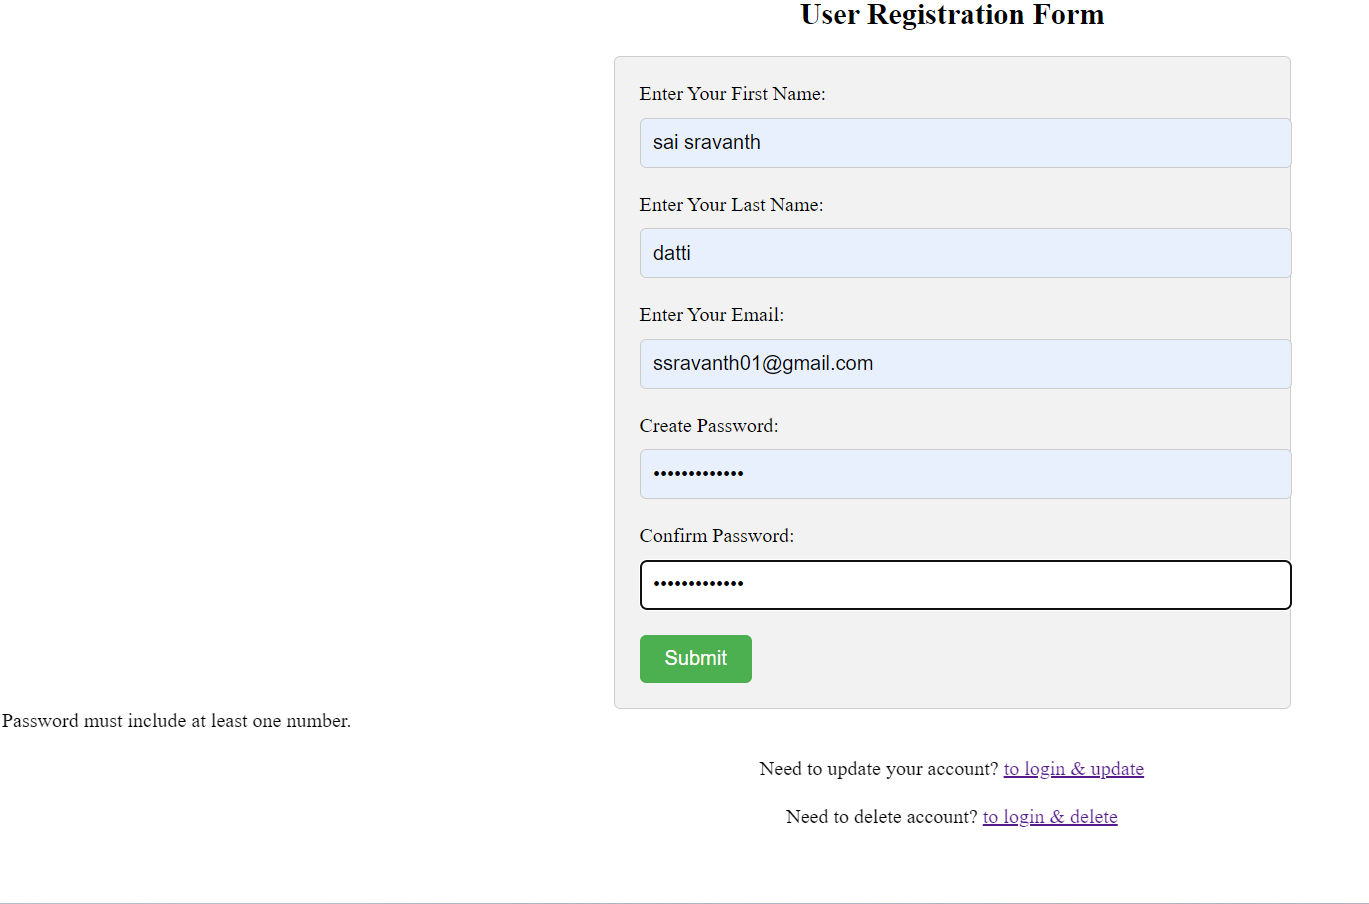 User Registration Form
Enter Your First Name:
sai sravanth
Enter Your Last Name:
datti
Enter Your Email:
ssravanth01@gmail.com
Create Password:
•••••••••••••
Confirm Password:
•••••••••••••
Submit
Password must include at least one number.
Need to update your account? to login & update
Need to delete account? to login & delete